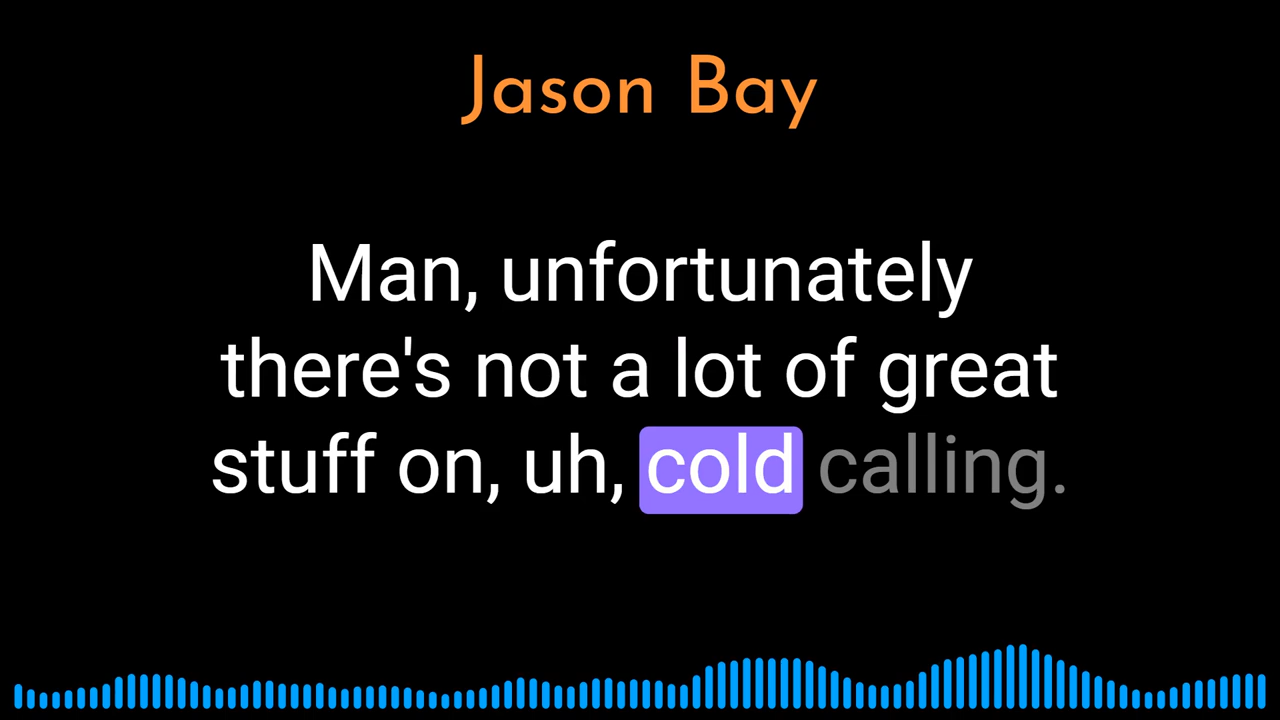 Jason Bay
Man, unfortunately
there's not a lot of great
stuff on, uh, cold calling.